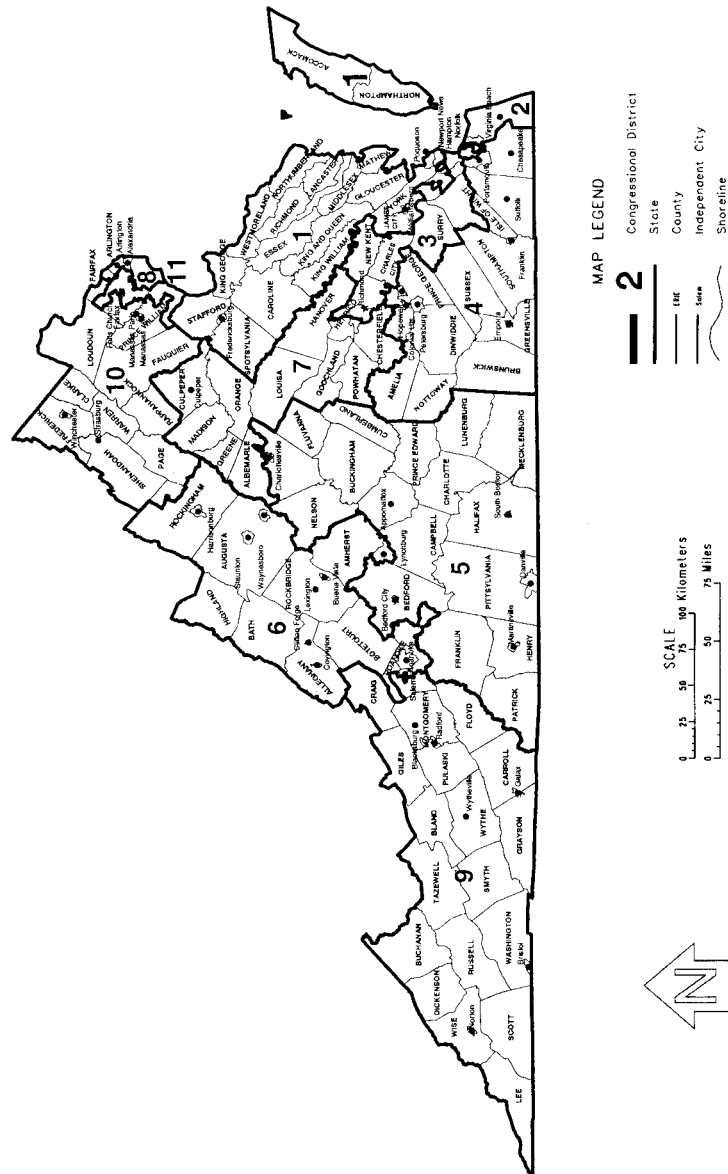 FREDERICK
CLARKE
Winchester
Strasburg
WARREN
SHENANDOAH
PAGE
LOUDOUN
10
FAIRFAX
ARLINGTON
Arlington
Alexandria
Falls Church
Fairfax
8
11
PRINCE WILLIAM
Manassas Park
Manassas
FAUQUIER
RAPPAHANNOCK
CULPEPER
Culpeper
MADISON
ORANGE
GREENE
STAFFORD
Fredericksburg
SPOTSYLVANIA
KING GEORGE
CAROLINE
WESTMORELAND
NORTHUMBERLAND
RICHMOND
LANCASTER
ESSEX
MIDDLESEX
KING AND QUEEN
KING WILLIAM
1
MATHEWS
GLOUCESTER
ACCOMACK
NORTHAMPTON
1
ROCKINGHAM
Harrisonburg
AUGUSTA
Staunton
Waynesboro
HIGHLAND
BATH
6
ROCKBRIDGE
Lexington
Buena Vista
Clifton Forge
Covington
ALLEGHANY
BOTETOURT
CRAIG
ROANOKE
Roanoke
Salem
ALBEMARLE
Charlottesville
LOUISA
7
HANOVER
GOOCHLAND
FLUVANNA
POWHATAN
CUMBERLAND
NELSON
BUCKINGHAM
AMHERST
Appomattox
Lynchburg
BEDFORD
Bedford City
CAMPBELL
PRINCE EDWARD
CHARLOTTE
LUNENBURG
HALIFAX
South Boston
MECKLENBURG
5
PITTSYLVANIA
Danville
FRANKLIN
HENRY
Martinsville
PATRICK
Richmond
NEW KENT
CHARLES CITY
JAMES CITY
Williamsburg
YORK
Poquoson
Newport News
Hampton
Norfolk
Virginia Beach
2
Portsmouth
Chesapeake
Suffolk
ISLE OF WIGHT
SURRY
3
CHESTERFIELD
Hopewell
Colonial Hts
Petersburg
PRINCE GEORGE
AMELIA
NOTTOWAY
DINWIDDIE
SUSSEX
4
SOUTHAMPTON
Franklin
Emporia
GREENSVILLE
BRUNSWICK
GILES
Blacksburg
MONTGOMERY
Radford
PULASKI
FLOYD
BLAND
WYTHE
Wytheville
CARROLL
Galax
GRAYSON
TAZEWELL
SMYTH
9
BUCHANAN
RUSSELL
WASHINGTON
Bristol
DICKENSON
WISE
Norton
SCOTT
LEE
N
SCALE
0 25 50 75 100 Kilometers
0 25 50 75 Miles
MAP LEGEND
2 Congressional District
State
ERIE County
Salem Independent City
Shoreline